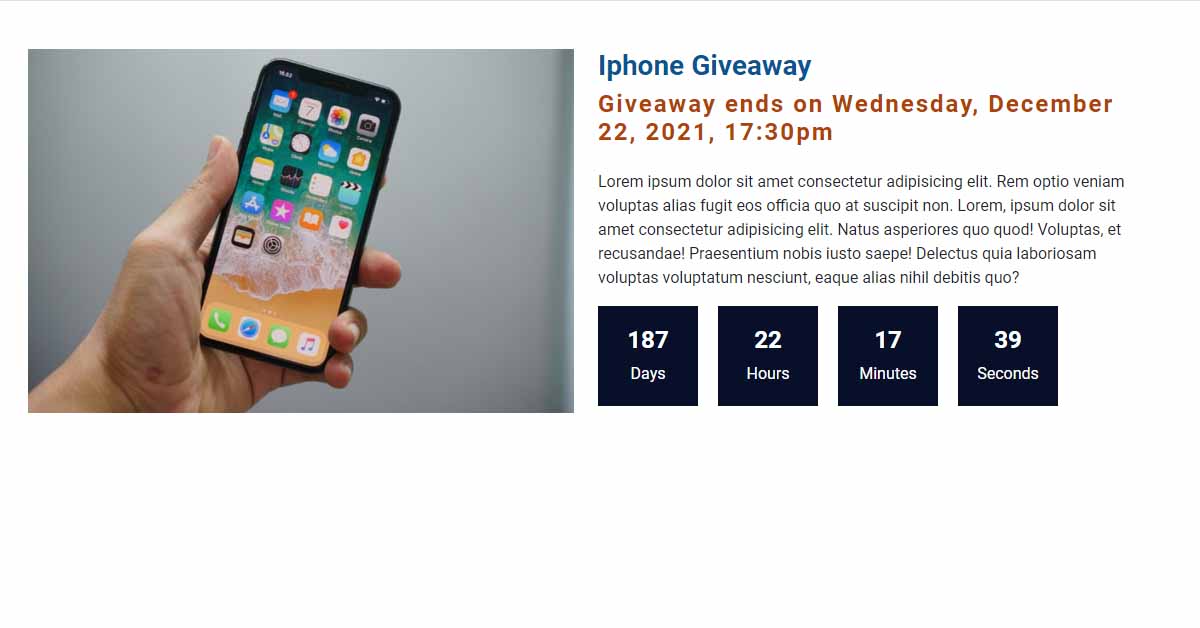 Iphone Giveaway
Giveaway ends on Wednesday, December
22, 2021, 17:30pm
Lorem ipsum dolor sit amet consectetur adipisicing elit. Rem optio veniam
voluptas alias fugit eos officia quo at suscipit non. Lorem, ipsum dolor sit
amet consectetur adipisicing elit. Natus asperiores quo quod! Voluptas, et
recusandae! Praesentium nobis iusto saepe! Delectus quia laboriosam
voluptas voluptatum nesciunt, eaque alias nihil debitis quo?
187
Days
22
Hours
17
Minutes
39
Seconds